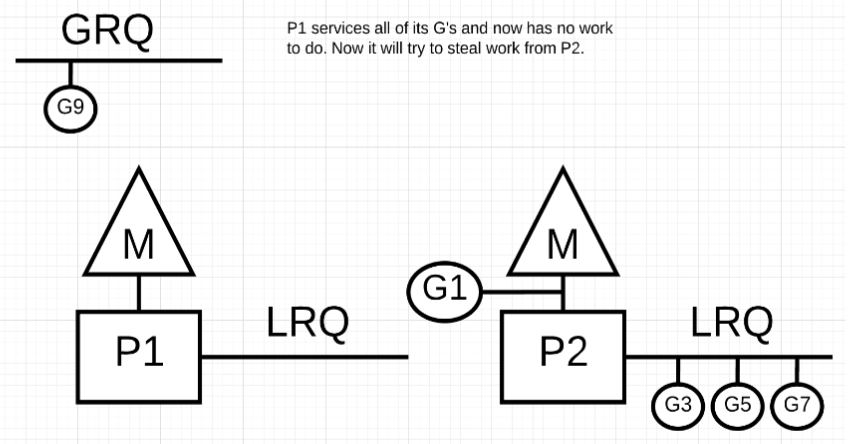 GRQ
P1 services all of its G's and now has no work
to do. Now it will try to steal work from P2.
G9
M
M
G1
P1
LRQ
P2
LRQ
G3
G5
G7